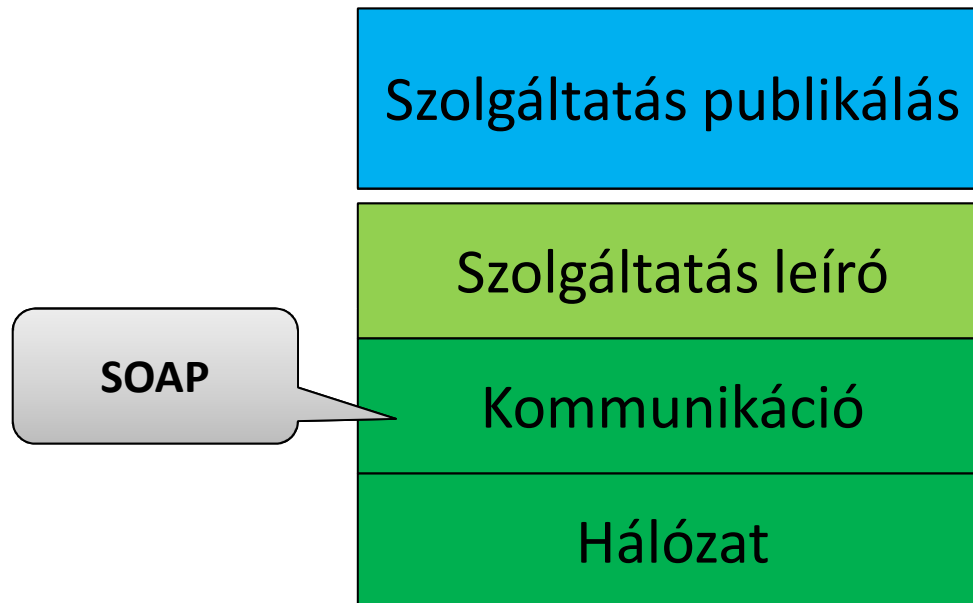 Szolgáltatás publikálás
Szolgáltatás leíró
SOAP
Kommunikáció
Hálózat